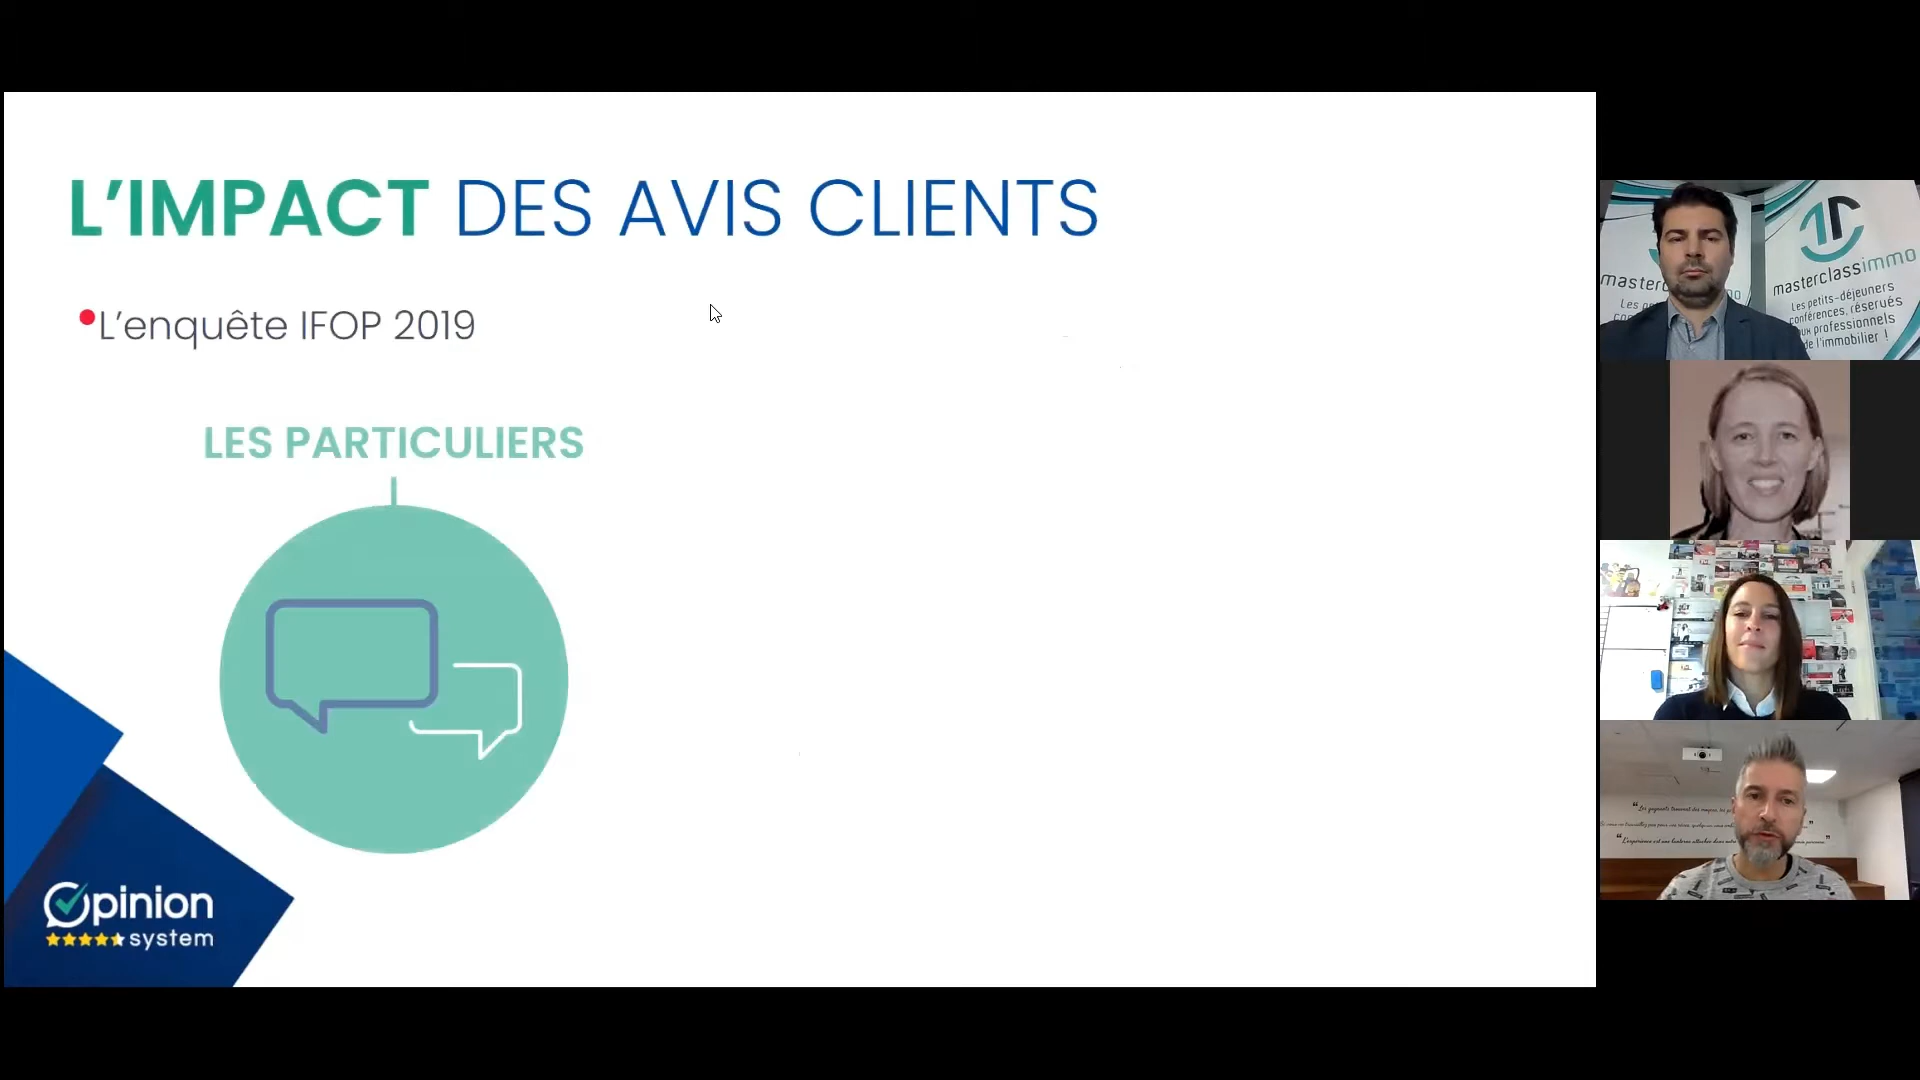 L'IMPACT DES AVIS CLIENTS
L'enquête IFOP 2019
LES PARTICULIERS
Opinion
system
masterclassimmo
Les petits-déjeuners
conférences, réservés
aux professionnels
de l'immobilier !